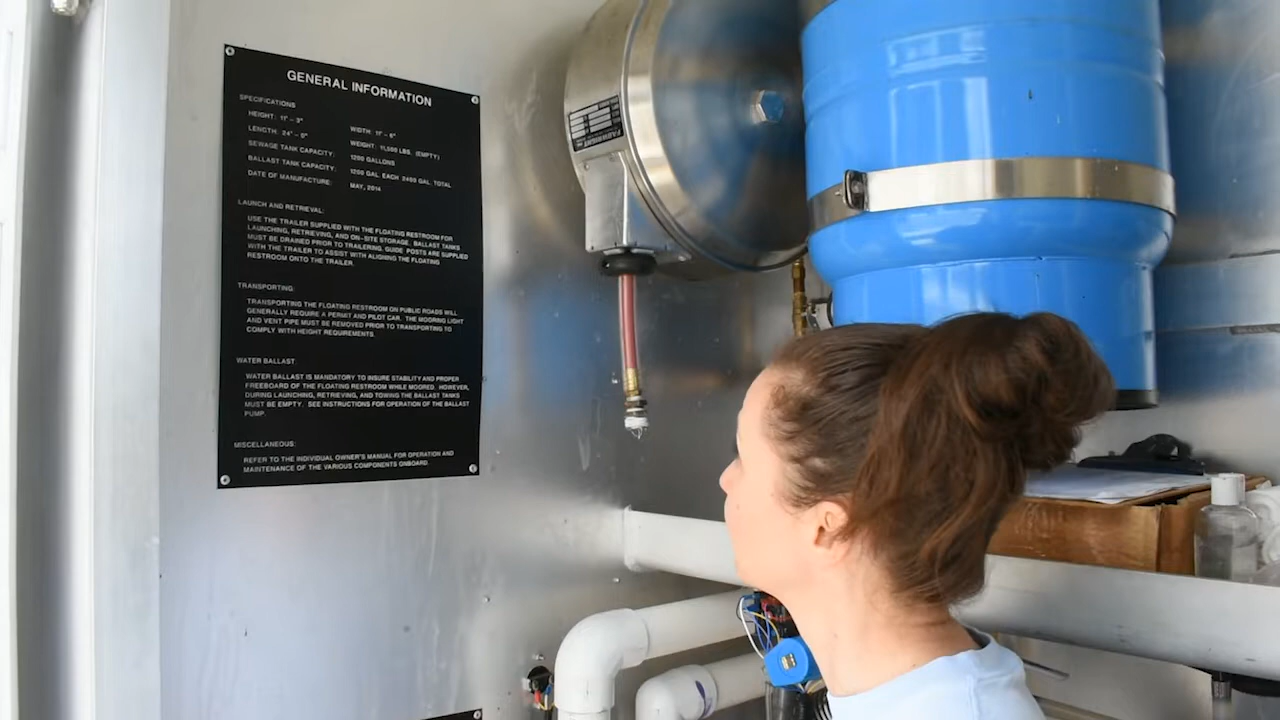 GENERAL INFORMATION
SPECIFICATIONS
HEIGHT: 11' - 3"
WIDTH: 11' - 6"
LENGTH: 24' - 9"
WEIGHT: 11,500 LBS. (EMPTY)
SEWAGE TANK CAPACITY: 1200 GALLONS
BALLAST TANK CAPACITY: 1200 GAL. EACH 2400 GAL. TOTAL
DATE OF MANUFACTURE: MAY, 2014
LAUNCH AND RETRIEVAL:
USE THE TRAILER SUPPLIED WITH THE FLOATING RESTROOM FOR
LAUNCHING, RETRIEVING, AND ON-SITE STORAGE. BALLAST TANKS
MUST BE DRAINED PRIOR TO TRAILERING. GUIDE POSTS ARE SUPPLIED
WITH THE TRAILER TO ASSIST WITH ALIGNING THE FLOATING
RESTROOM ONTO THE TRAILER.
TRANSPORTING:
TRANSPORTING THE FLOATING RESTROOM ON PUBLIC ROADS WILL
GENERALLY REQUIRE A PERMIT AND PILOT CAR. THE MOORING LIGHT
AND VENT PIPE MUST BE REMOVED PRIOR TO TRANSPORTING TO
COMPLY WITH HEIGHT REQUIREMENTS.
WATER BALLAST:
WATER BALLAST IS MANDATORY TO INSURE STABILITY AND PROPER
FREEBOARD OF THE FLOATING RESTROOM WHILE MOORED. HOWEVER,
DURING LAUNCHING, RETRIEVING, AND TOWING THE BALLAST TANKS
MUST BE EMPTY. SEE INSTRUCTIONS FOR OPERATION OF THE BALLAST
PUMP.
MISCELLANEOUS:
REFER TO THE INDIVIDUAL OWNER'S MANUAL FOR OPERATION AND
MAINTENANCE OF THE VARIOUS COMPONENTS ONBOARD.